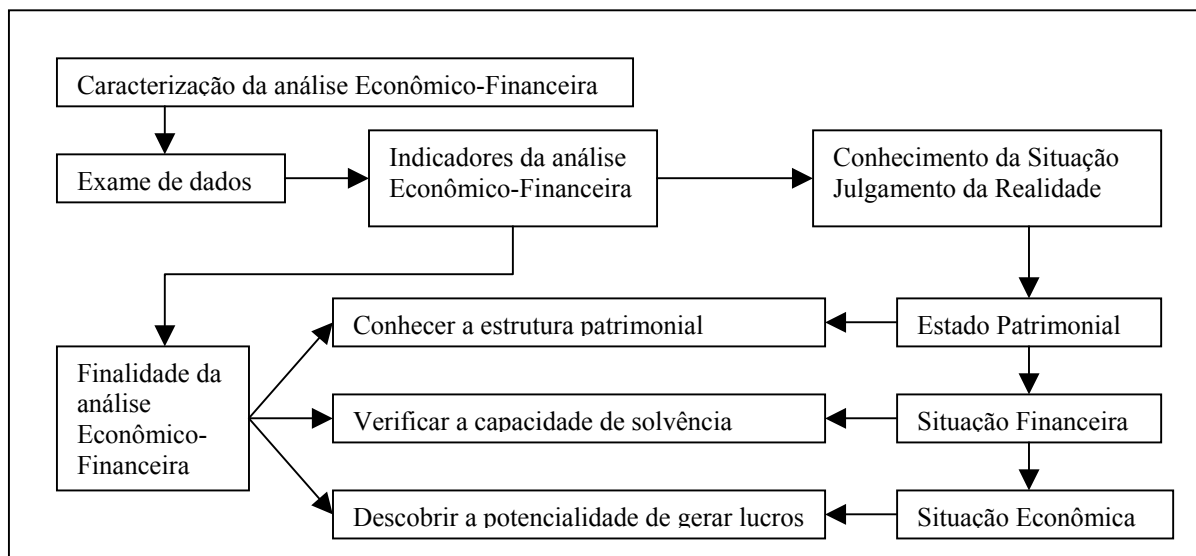 Caracterização da análise Econômico-Financeira
Exame de dados
Indicadores da análise
Econômico-Financeira
Conhecimento da Situação
Julgamento da Realidade
Conhecer a estrutura patrimonial
Estado Patrimonial
Finalidade da
análise
Econômico-
Financeira
Verificar a capacidade de solvência
Situação Financeira
Descobrir a potencialidade de gerar lucros
Situação Econômica